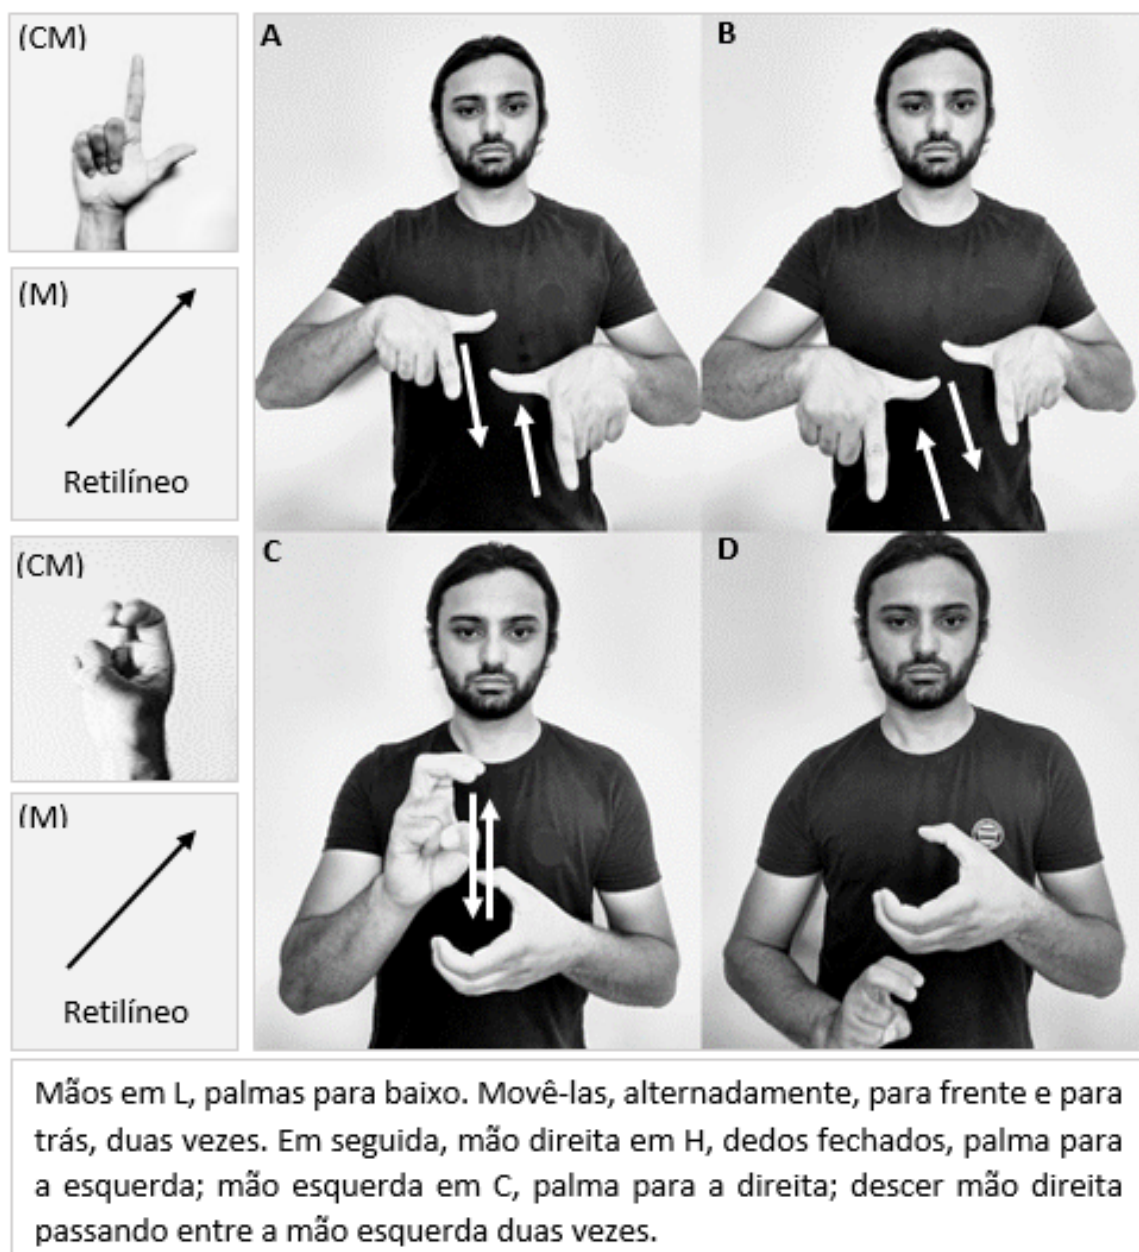 (CM)
A
B
(M)
Retilíneo
(CM)
C
D
(M)
Retilíneo
Mãos em L, palmas para baixo. Movê-las, alternadamente, para frente e para
trás, duas vezes. Em seguida, mão direita em H, dedos fechados, palma para
a esquerda; mão esquerda em C, palma para a direita; descer mão direita
passando entre a mão esquerda duas vezes.